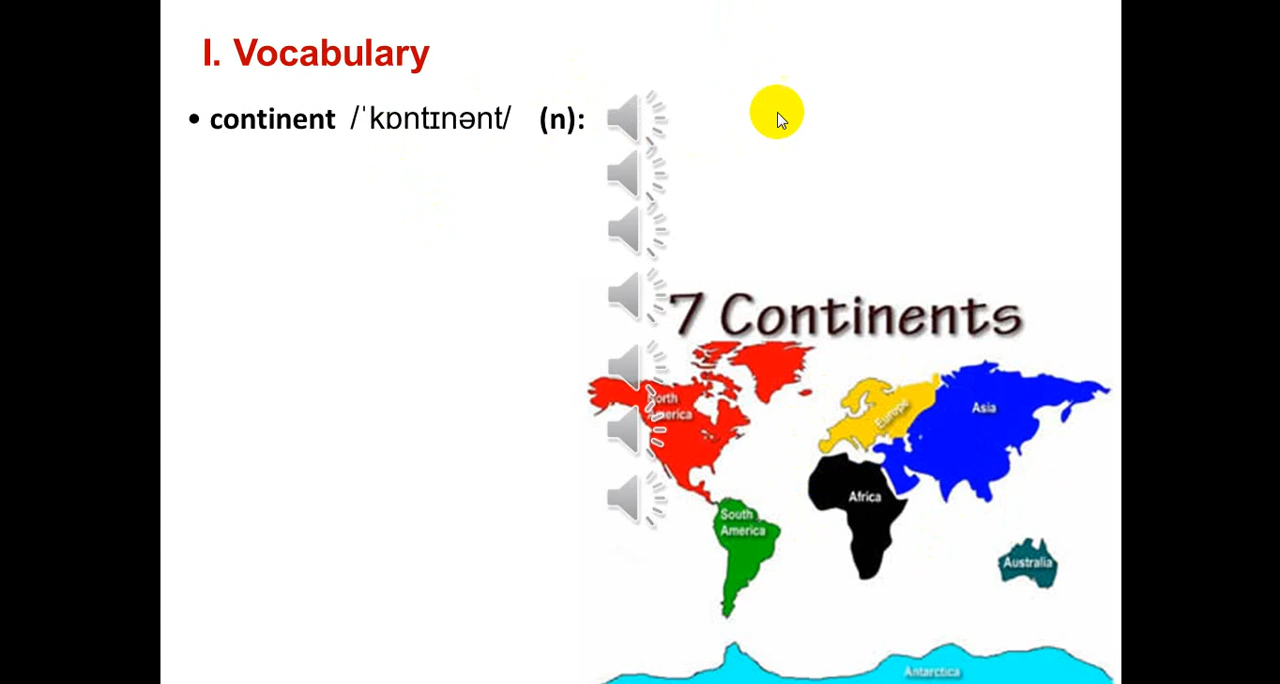 I. Vocabulary
• continent /ˈkɒntɪnənt/ (n):
7 Continents
North
America
Europe
Asia
Africa
South
America
Australia
Antarctica